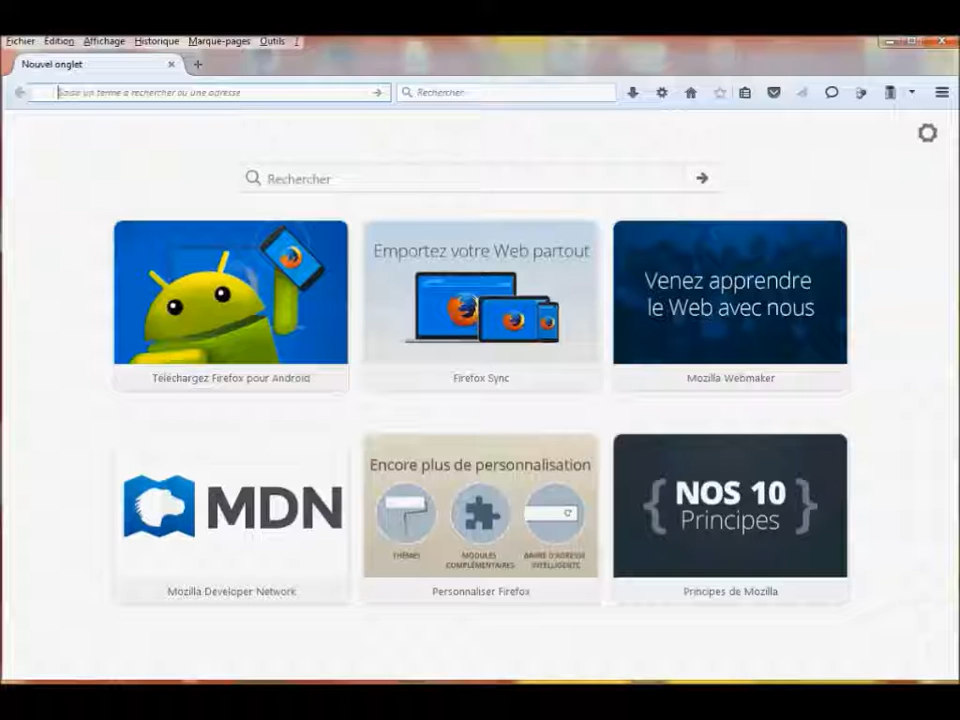 Fichier Édition Affichage Historique Marque-pages Outils ?
Nouvel onglet
Saisir un terme à rechercher ou une adresse
Rechercher
Rechercher
Emportez votre Web partout
Venez apprendre
le Web avec nous
Téléchargez Firefox pour Android
Firefox Sync
Mozilla Webmaker
MDN
Encore plus de personnalisation
THÈMES
MODULES
COMPLÉMENTAIRES
BARRE D'ADRESSE
INTELLIGENTE
{ NOS 10
Principes }
Mozilla Developer Network
Personnaliser Firefox
Principes de Mozilla